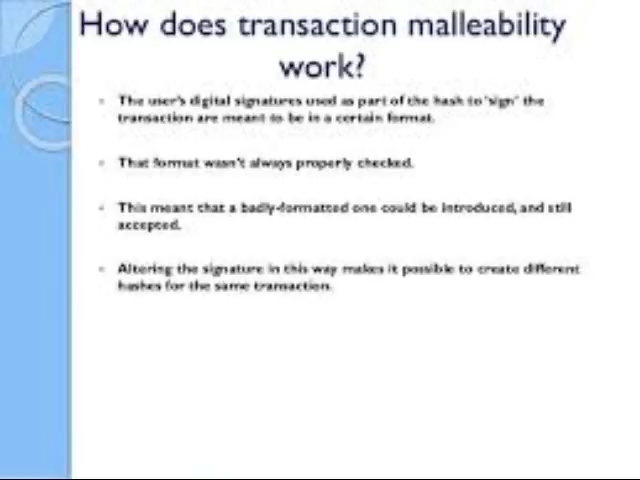 How does transaction malleability
work?
The user's digital signatures used as part of the hash to 'sign' the
transaction are meant to be in a certain format.
That format wasn't always properly checked.
This meant that a badly-formatted one could be introduced, and still
accepted.
Altering the signature in this way makes it possible to create different
hashes for the same transaction.